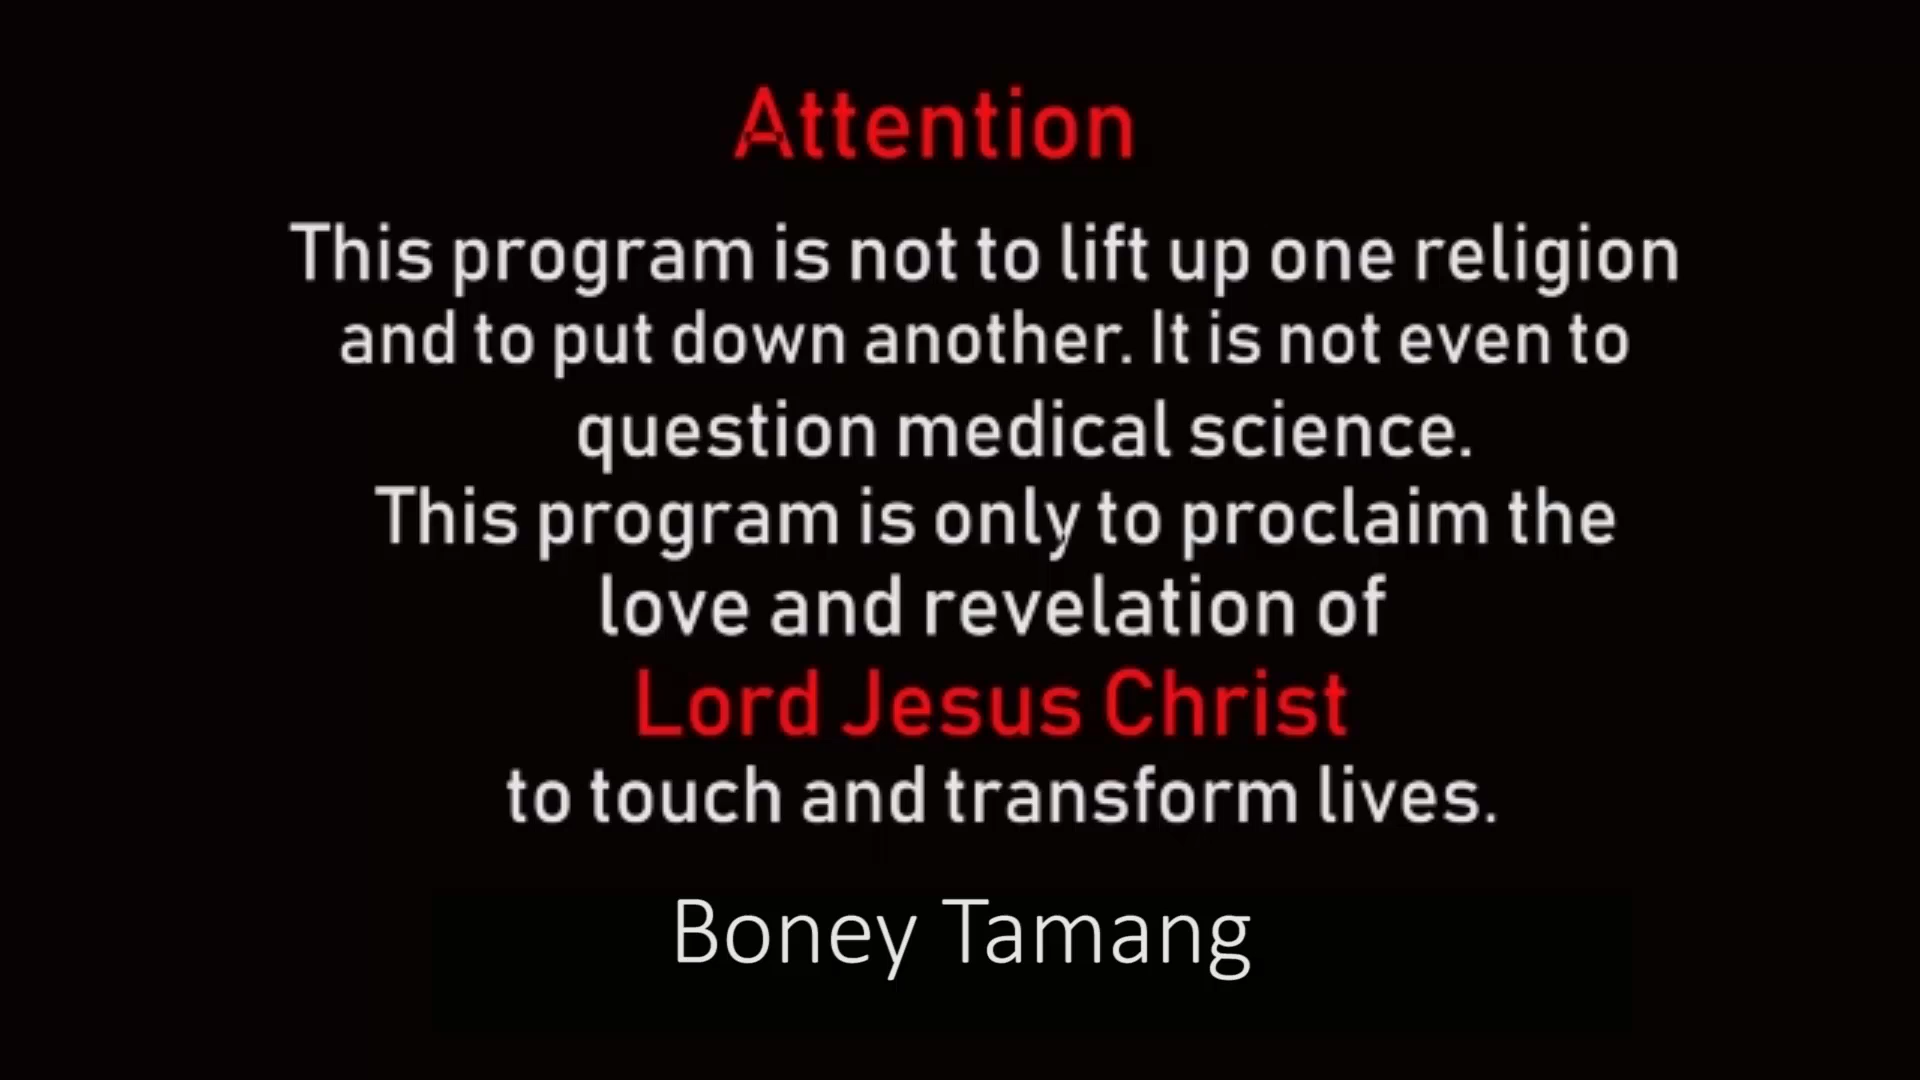 Attention
This program is not to lift up one religion
and to put down another. It is not even to
question medical science.
This program is only to proclaim the
love and revelation of
Lord Jesus Christ
to touch and transform lives.
Boney Tamang